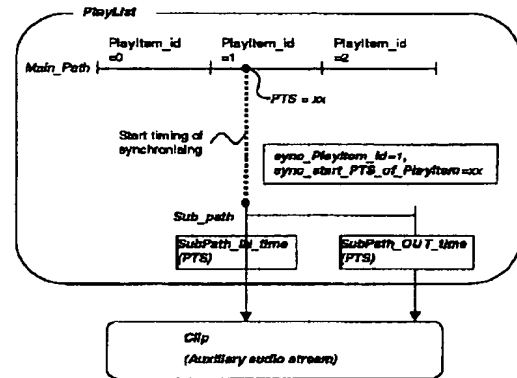 PlayList
PlayItem_id
=0
PlayItem_id
=1
PlayItem_id
=2
Main_Path
PTS = xx
Start timing of
synchronising
sync_PlayItem_id=1,
sync_start_PTS_of_PlayItem=xx
Sub_path
SubPath_IN_time
(PTS)
SubPath_OUT_time
(PTS)
Clip
(Auxiliary audio stream)